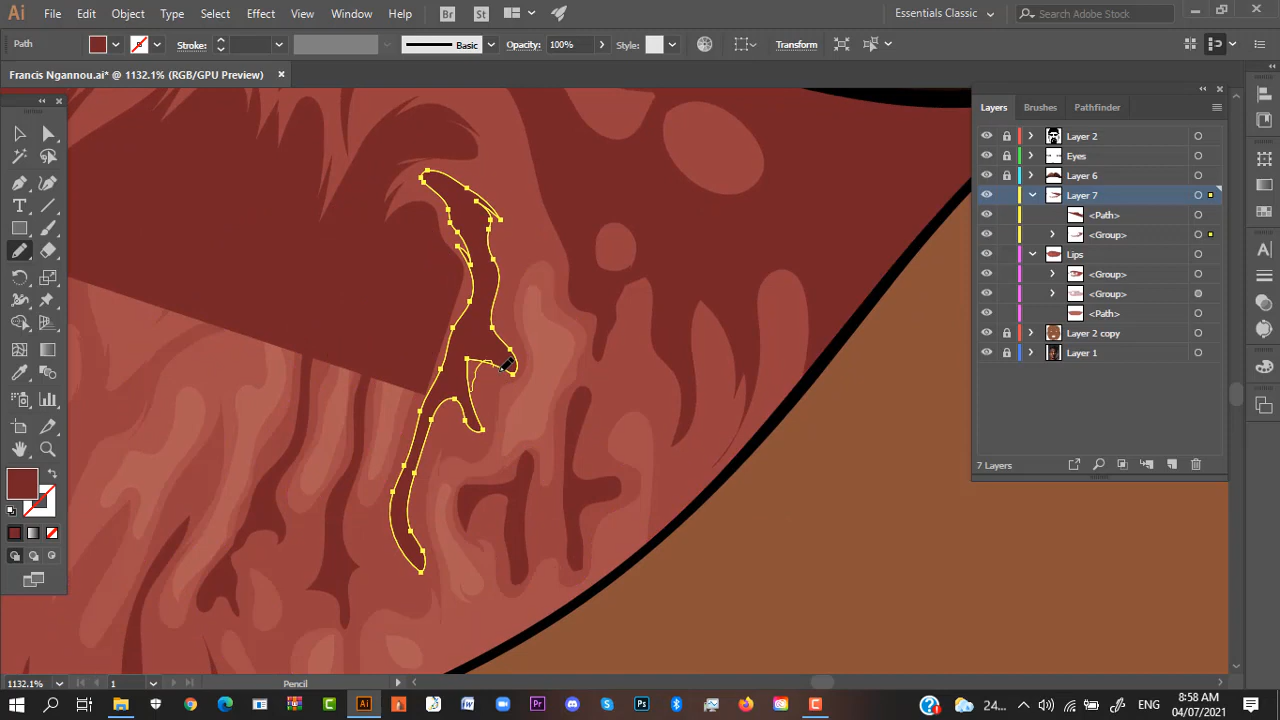 Ai File Edit Object Type Select Effect View Window Help Br St Essentials Classic Search Adobe Stock
Path Stroke: Basic Opacity: 100% Style: Transform
Francis Ngannou.ai* @ 1132.1% (RGB/GPU Preview)
Layers Brushes Pathfinder
Layer 2
Eyes
Layer 6
Layer 7
<Path>
<Group>
Lips
<Group>
<Group>
<Path>
Layer 2 copy
Layer 1
7 Layers
1132.1% 1 Pencil
24... ENG 8:58 AM
04/07/2021